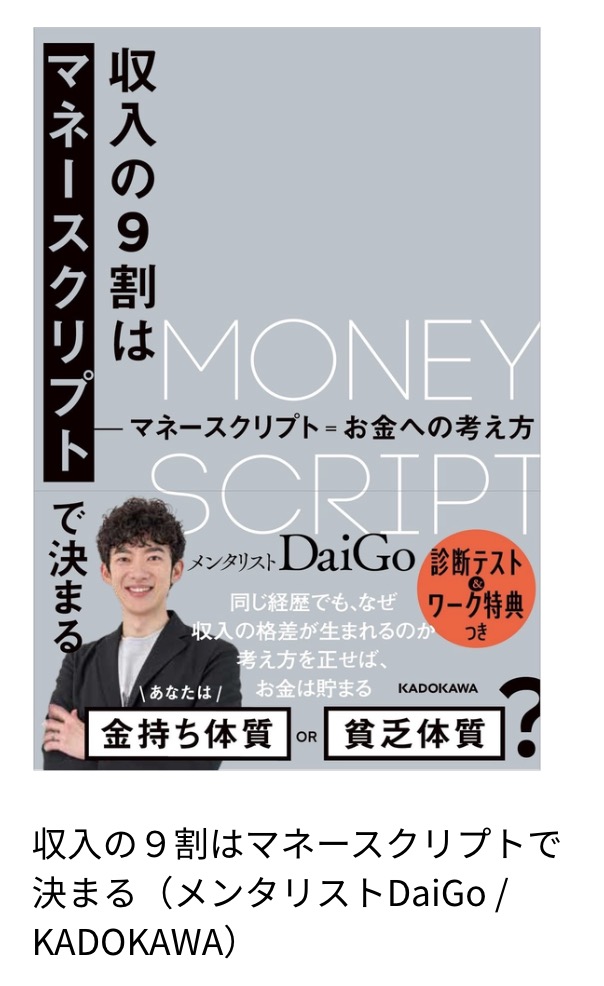 収入の9割は
マネースクリプト
で決まる
MONEY
マネースクリプト=お金への考え方
SCRIPT
メンタリストDaiGo
診断テスト
&
ワーク特典
つき
同じ経歴でも、なぜ
収入の格差が生まれるのか
考え方を正せば、
お金は貯まる
KADOKAWA
\あなたは/
金持ち体質 OR 貧乏体質?
収入の９割はマネースクリプトで
決まる（メンタリストDaiGo /
KADOKAWA）